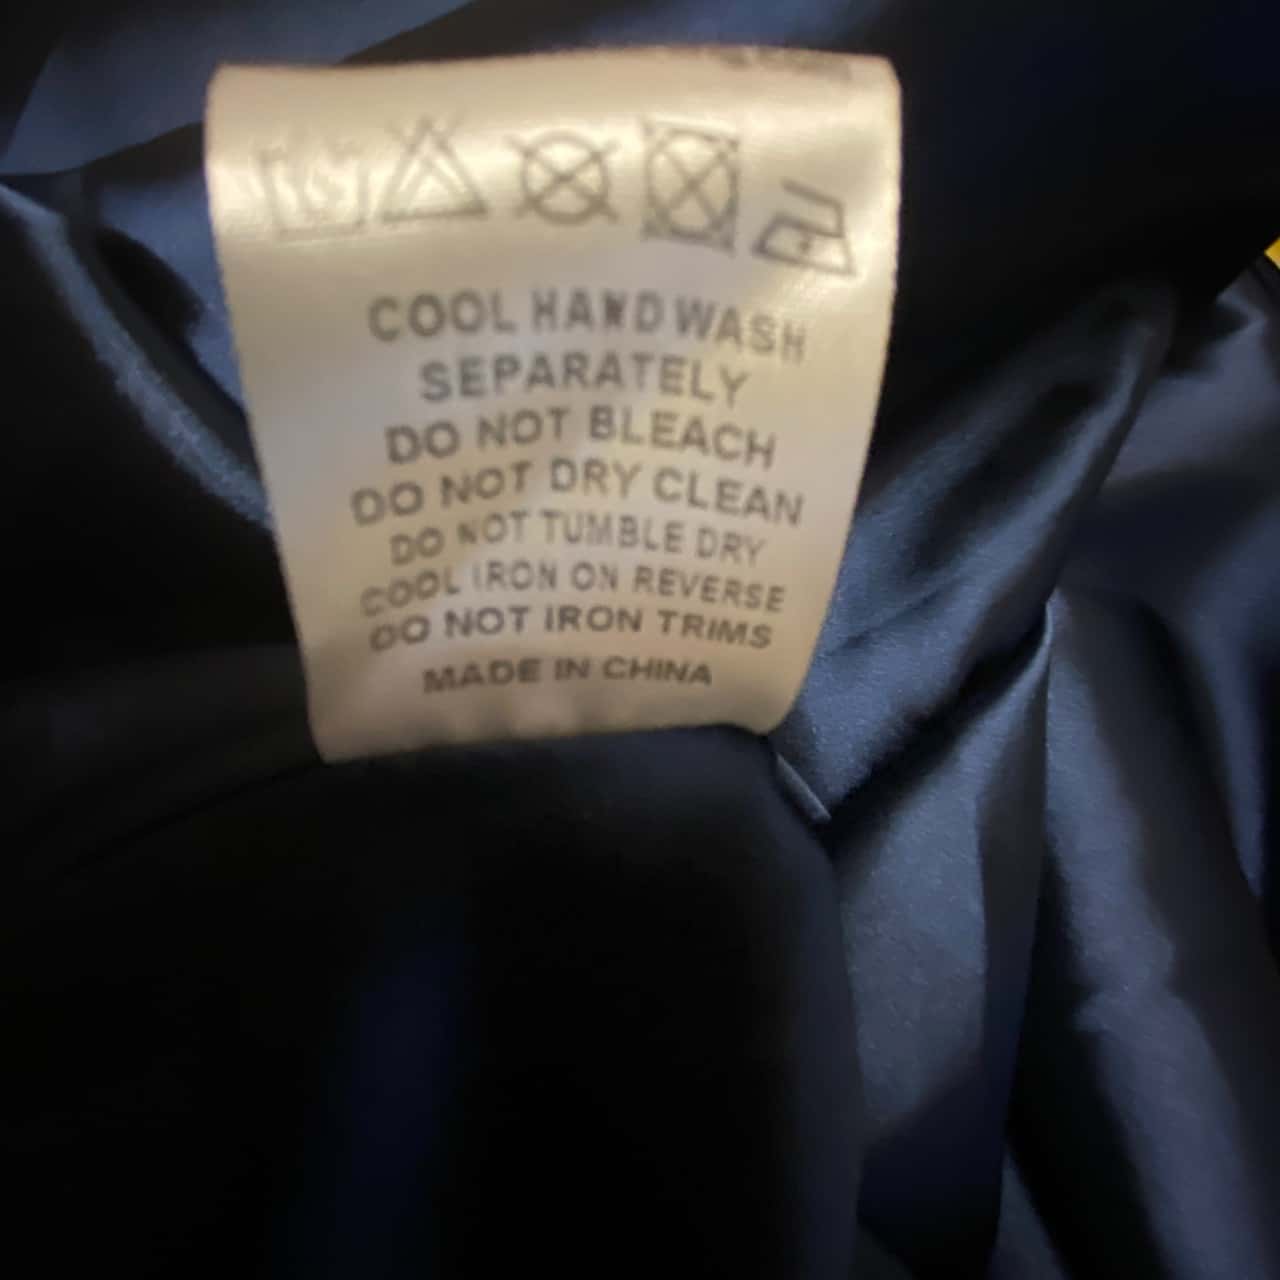 COOL HAND WASH
SEPARATELY
DO NOT BLEACH
DO NOT DRY CLEAN
DO NOT TUMBLE DRY
COOL IRON ON REVERSE
DO NOT IRON TRIMS
MADE IN CHINA